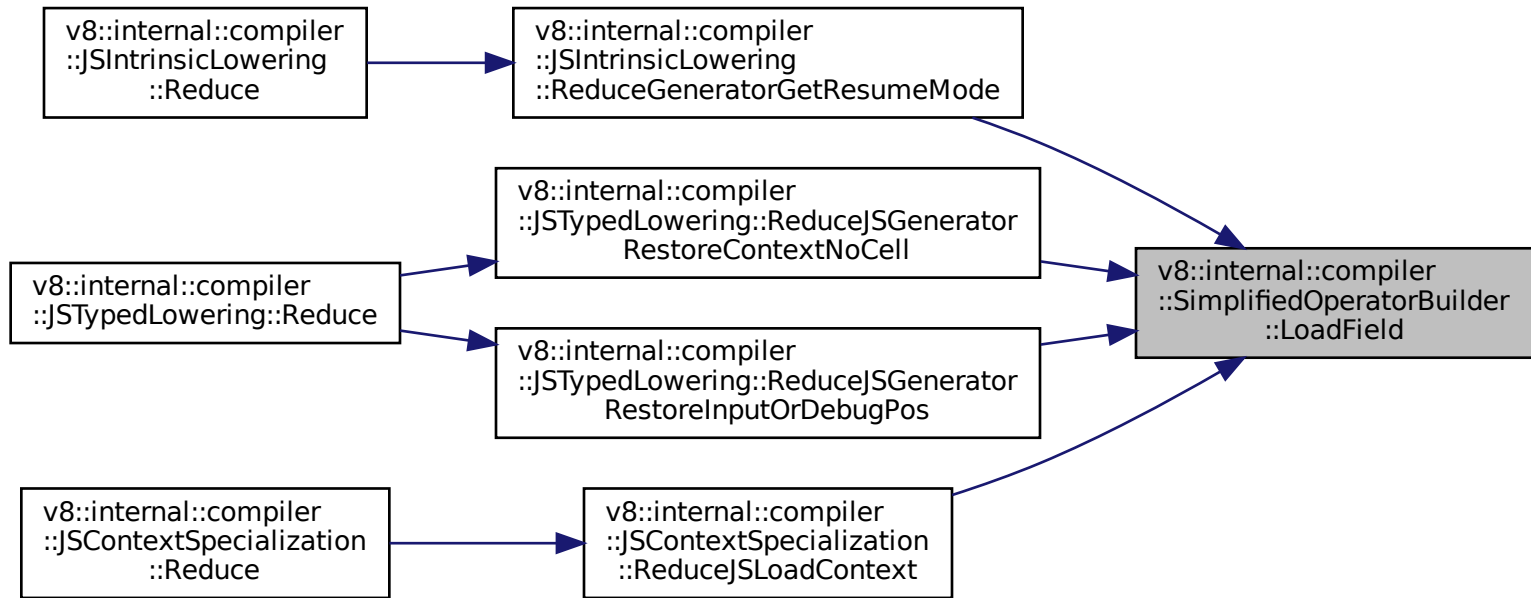 v8::internal::compiler
::JSIntrinsicLowering
::Reduce
v8::internal::compiler
::JSIntrinsicLowering
::ReduceGeneratorGetResumeMode
v8::internal::compiler
::JSTypedLowering::ReduceJSGenerator
RestoreContextNoCell
v8::internal::compiler
::JSTypedLowering::Reduce
v8::internal::compiler
::SimplifiedOperatorBuilder
::LoadField
v8::internal::compiler
::JSTypedLowering::ReduceJSGenerator
RestoreInputOrDebugPos
v8::internal::compiler
::JSContextSpecialization
::Reduce
v8::internal::compiler
::JSContextSpecialization
::ReduceJSLoadContext